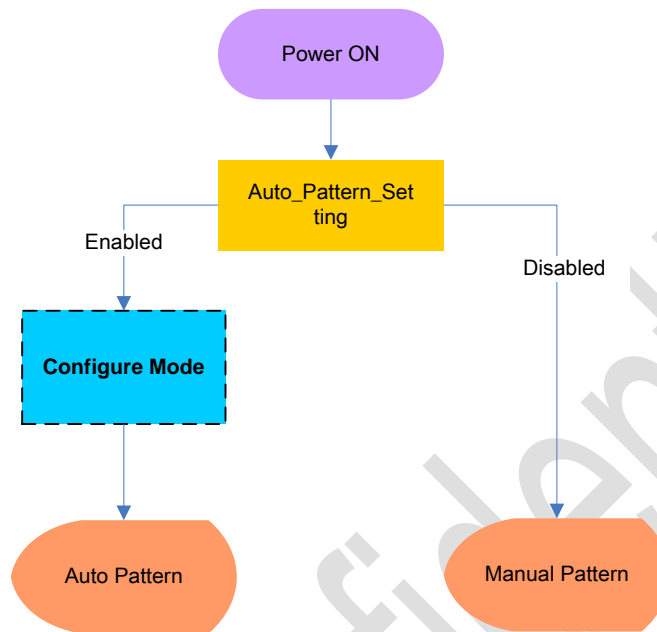 Power ON
Auto_Pattern_Set
ting
Enabled
Disabled
Configure Mode
Auto Pattern
Manual Pattern